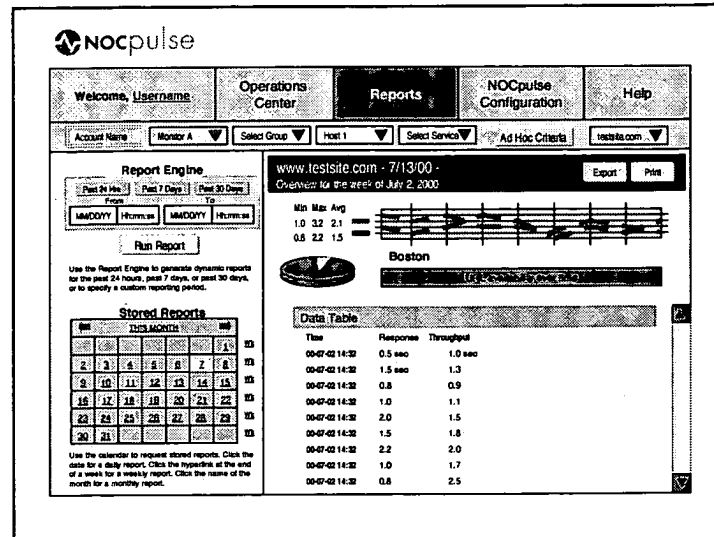 NOCpulse
Welcome, Username
Operations Center
Reports
NOCpulse Configuration
Help
Account Name
Monitor A
Select Group
Host 1
Select Service
Ad Hoc Criteria
testsite.com
Report Engine
Past 24 Hrs
Past 7 Days
Past 30 Days
From
To
MM/DD/YY
Hh:mm:ss
MM/DD/YY
Hh:mm:ss
Run Report
Use the Report Engine to generate dynamic reports
for the past 24 hours, past 7 days, or past 30 days,
or to specify a custom reporting period.
Stored Reports
THIS MONTH
1
2 3 4 5 6 7 8
9 10 11 12 13 14 15
16 17 18 19 20 21 22
23 24 25 26 27 28 29
30 31
Use the calendar to request stored reports. Click the
date for a daily report. Click the hyperlink at the end
of a week for a weekly report. Click the name of the
month for a monthly report.
www.testsite.com - 7/13/00 -
Overview for the week of July 2, 2000
Export
Print
Min Max Avg
1.0 3.2 2.1
0.8 2.2 1.5
Boston
Data Table
Time Response Throughput
00-07-02 14:32 0.5 sec 1.0 sec
00-07-02 14:32 1.5 sec 1.3
00-07-02 14:32 0.8 0.9
00-07-02 14:32 1.0 1.1
00-07-02 14:32 2.0 1.5
00-07-02 14:32 1.5 1.8
00-07-02 14:32 2.2 2.0
00-07-02 14:32 1.0 1.7
00-07-02 14:32 0.8 2.5